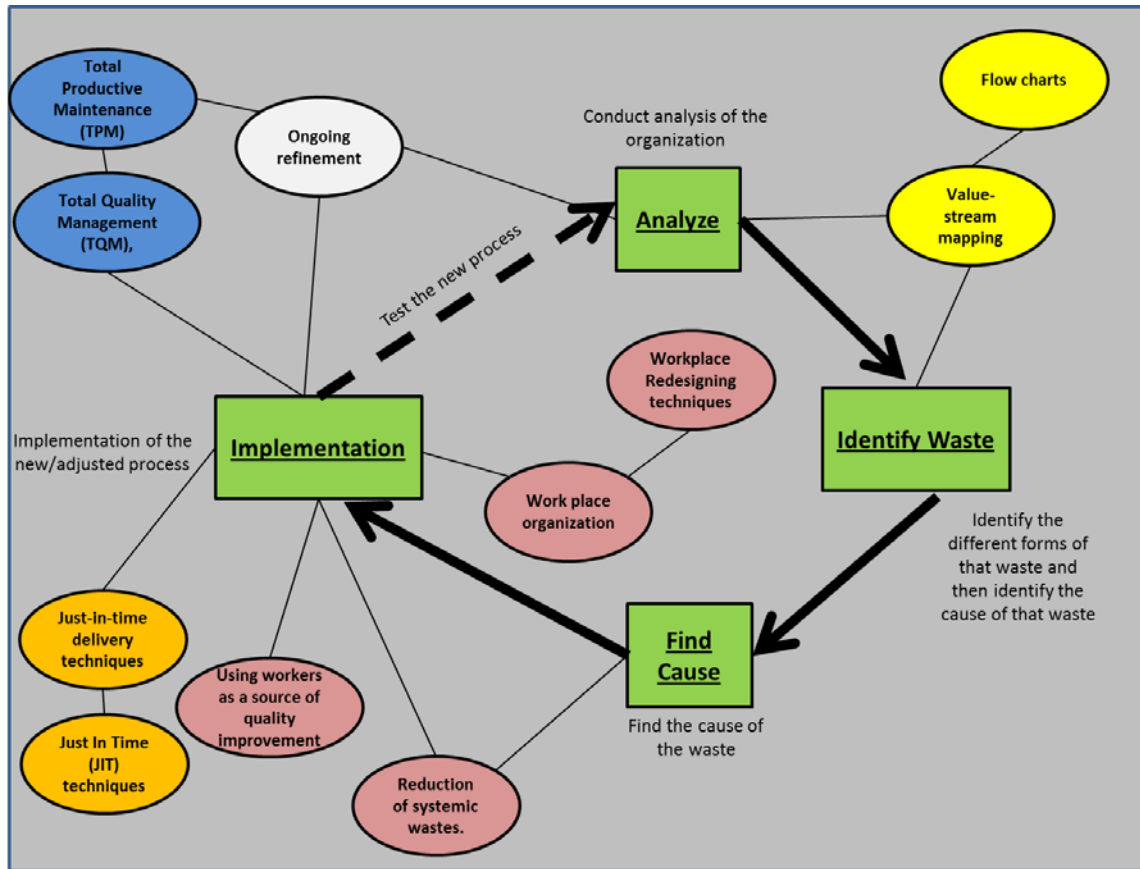 Total
Productive
Maintenance
(TPM)
Total Quality
Management
(TQM),
Ongoing
refinement
Conduct analysis of the
organization
Analyze
Flow charts
Value-
stream
mapping
Test the new process
Workplace
Redesigning
techniques
Implementation of the
new/adjusted process
Implementation
Work place
organization
Identify Waste
Identify the
different forms of
that waste and
then identify the
cause of that waste
Find
Cause
Find the cause of
the waste
Just-in-time
delivery
techniques
Just In Time
(JIT)
techniques
Using workers
as a source of
quality
improvement
Reduction
of systemic
wastes.